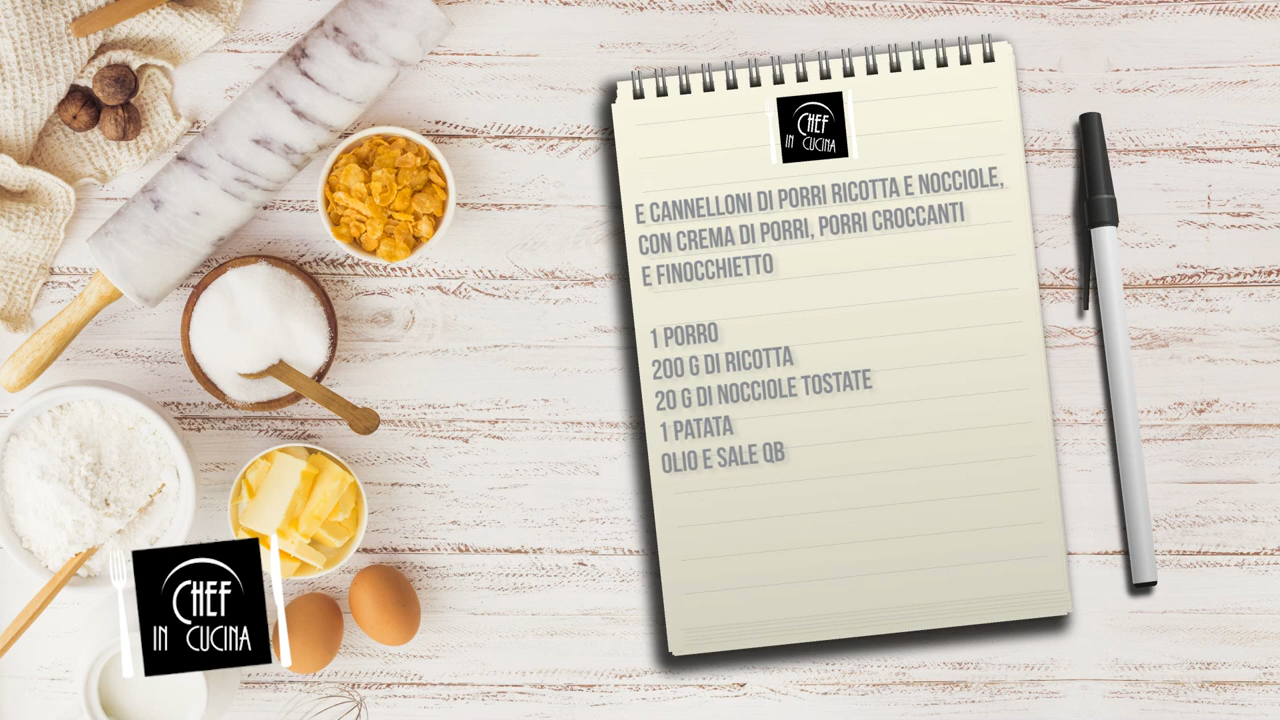 CHEF
IN CUCINA
E CANNELLONI DI PORRI RICOTTA E NOCCIOLE,
CON CREMA DI PORRI, PORRI CROCCANTI
E FINOCCHIETTO
1 PORRO
200 G DI RICOTTA
20 G DI NOCCIOLE TOSTATE
1 PATATA
OLIO E SALE QB
CHEF
IN CUCINA